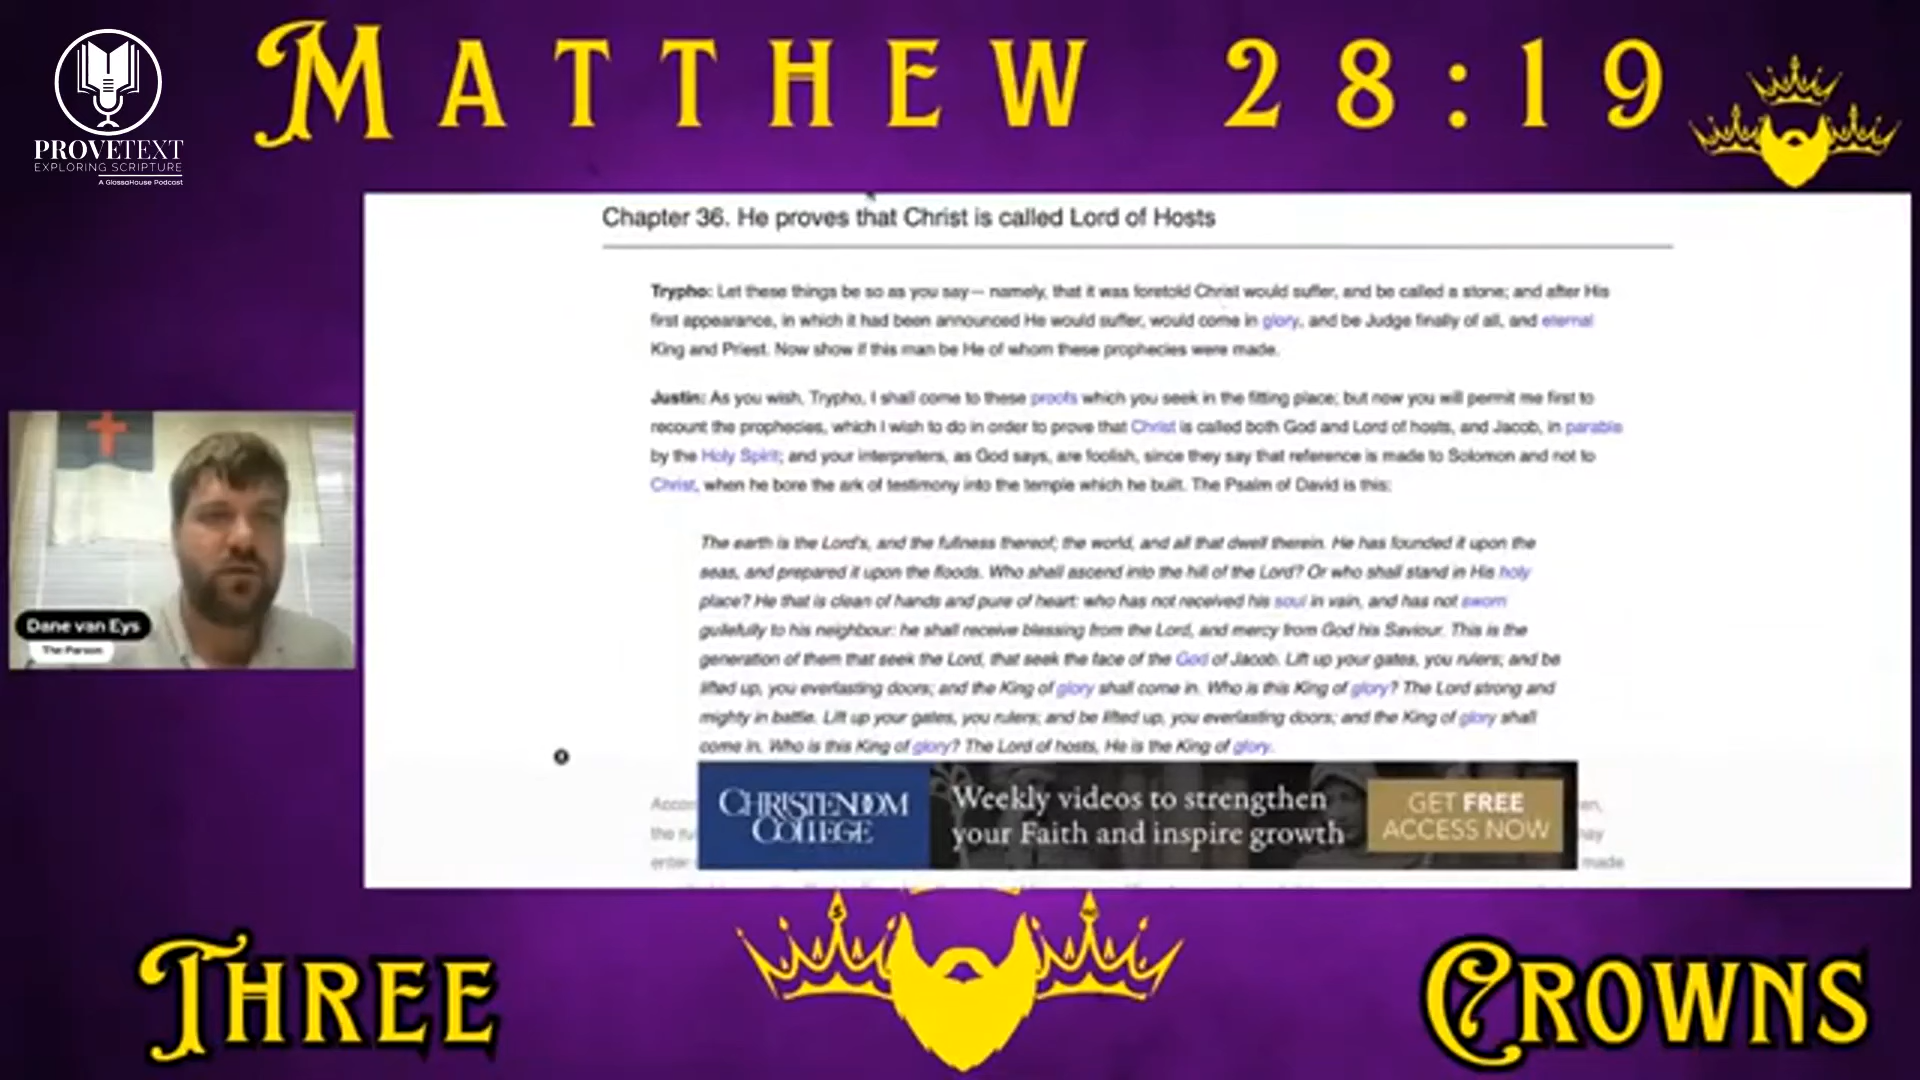 MATTHEW 28:19
PROVETEXT
EXPLORING SCRIPTURE
A GlossaHouse Podcast
Chapter 36. He proves that Christ is called Lord of Hosts
Trypho: Let these things be so as you say— namely, that it was foretold Christ would suffer, and be called a stone; and after His
first appearance, in which it had been announced He would suffer, would come in glory, and be Judge finally of all, and eternal
King and Priest. Now show if this man be He of whom these prophecies were made.
Justin: As you wish, Trypho, I shall come to these proofs which you seek in the fitting place; but now you will permit me first to
recount the prophecies, which I wish to do in order to prove that Christ is called both God and Lord of hosts, and Jacob, in parable
by the Holy Spirit; and your interpreters, as God says, are foolish, since they say that reference is made to Solomon and not to
Christ, when he bore the ark of testimony into the temple which he built. The Psalm of David is this:
The earth is the Lord's, and the fullness thereof; the world, and all that dwell therein. He has founded it upon the
seas, and prepared it upon the floods. Who shall ascend into the hill of the Lord? Or who shall stand in His holy
place? He that is clean of hands and pure of heart: who has not received his soul in vain, and has not sworn
guilefully to his neighbour: he shall receive blessing from the Lord, and mercy from God his Saviour. This is the
generation of them that seek the Lord, that seek the face of the God of Jacob. Lift up your gates, you rulers; and be
lifted up, you everlasting doors; and the King of glory shall come in. Who is this King of glory? The Lord strong and
mighty in battle. Lift up your gates, you rulers; and be lifted up, you everlasting doors; and the King of glory shall
come in. Who is this King of glory? The Lord of hosts, He is the King of glory.
the
enter
made
CHRISTENDOM
COLLEGE
Weekly videos to strengthen
your Faith and inspire growth
GET FREE
ACCESS NOW
Dane van Eys
The Parson
THREE
CROWNS